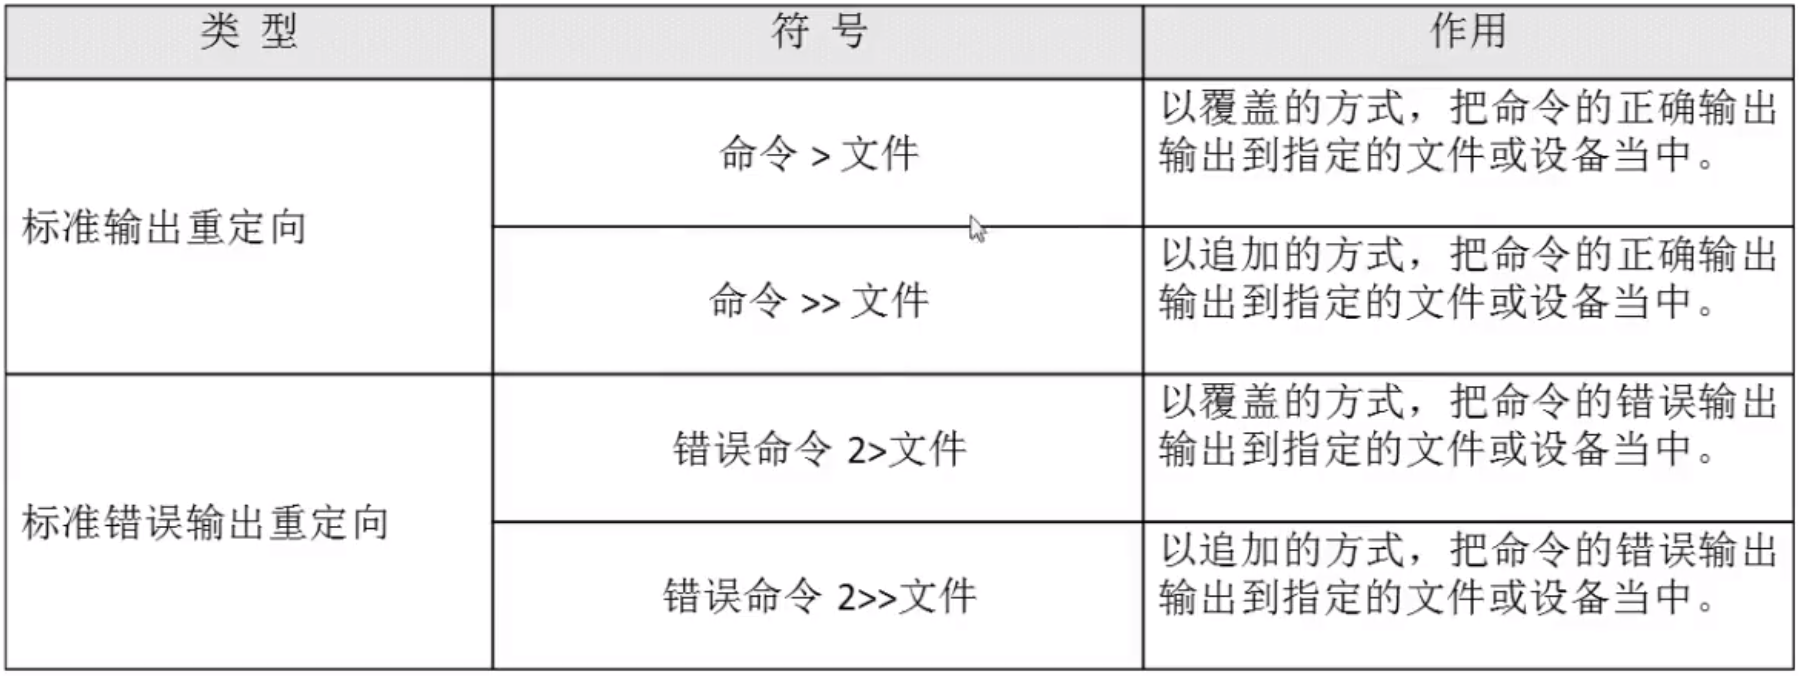 类 型
符 号
作用
标准输出重定向
命令 > 文件
以覆盖的方式，把命令的正确输出
输出到指定的文件或设备当中。
命令 >> 文件
以追加的方式，把命令的正确输出
输出到指定的文件或设备当中。
标准错误输出重定向
错误命令 2>文件
以覆盖的方式，把命令的错误输出
输出到指定的文件或设备当中。
错误命令 2>>文件
以追加的方式，把命令的错误输出
输出到指定的文件或设备当中。